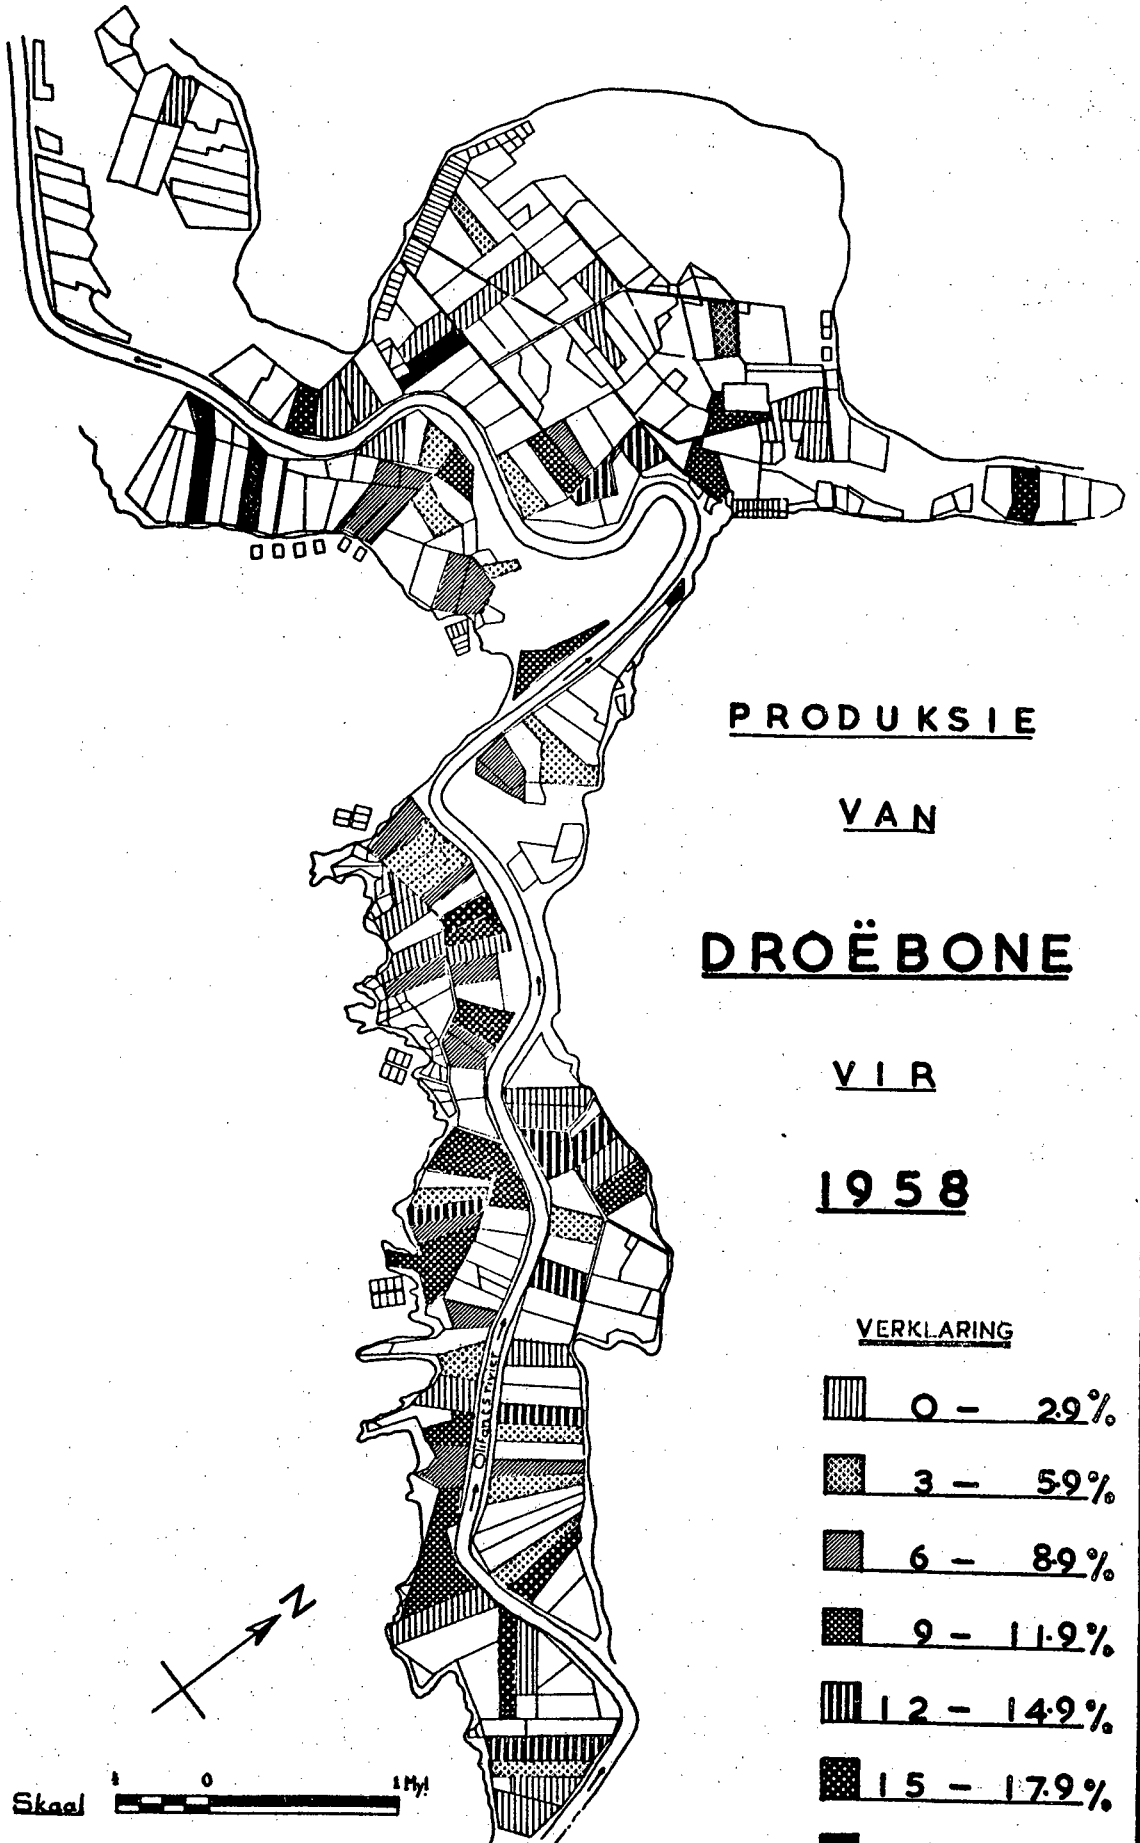 PRODUKSIE
VAN
DROËBONE
VIR
1958
VERKLARING
0 - 2.9%
3 - 5.9%
6 - 8.9%
9 - 11.9%
12 - 14.9%
15 - 17.9%
Olifantsrivier
N
0 1 Myl
Skaal